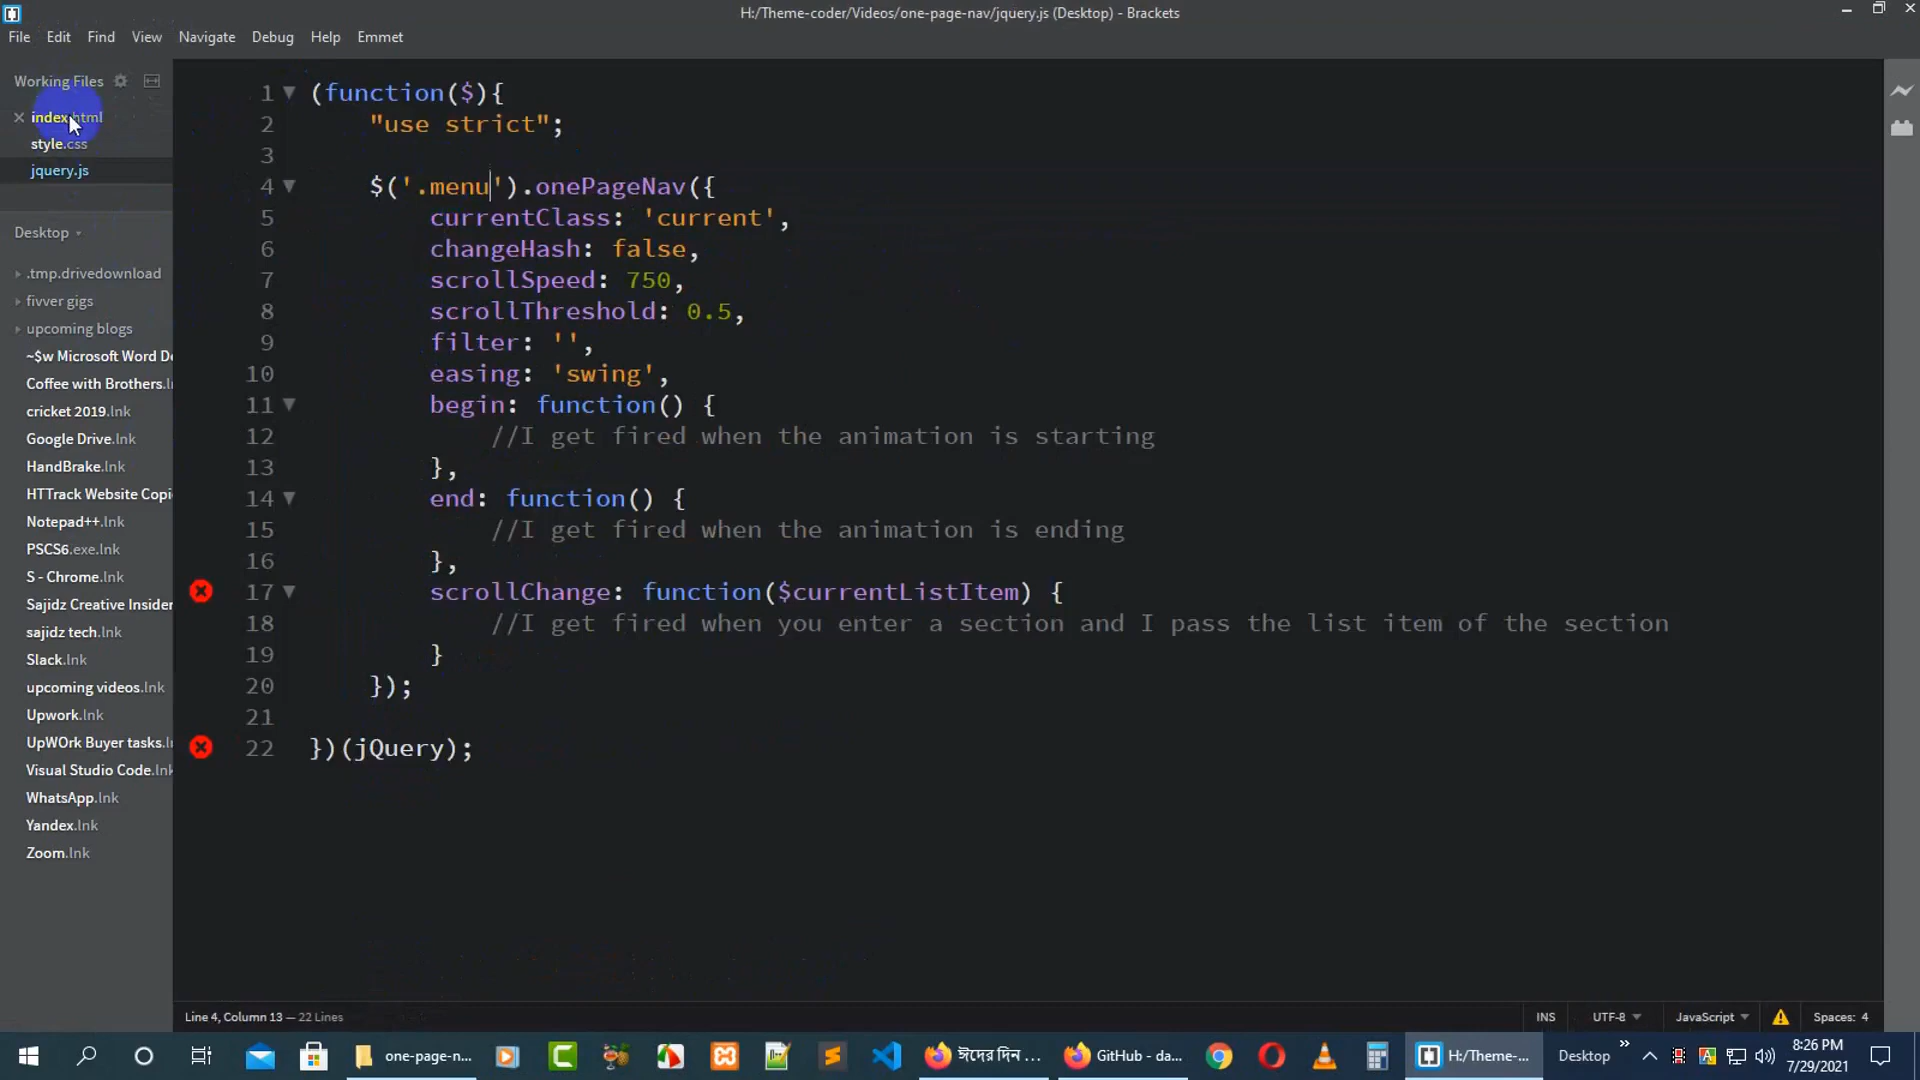 H:/Theme-coder/Videos/one-page-nav/jquery.js (Desktop) - Brackets
File Edit Find View Navigate Debug Help Emmet
Working Files
index.html
style.css
jquery.js
Desktop
.tmp.drivedownload
fivver gigs
upcoming blogs
~$w Microsoft Word De
Coffee with Brothers.l
cricket 2019.lnk
Google Drive.lnk
HandBrake.lnk
HTTrack Website Copi
Notepad++.lnk
PSCS6.exe.lnk
S - Chrome.lnk
Sajidz Creative Insider
sajidz tech.lnk
Slack.lnk
upcoming videos.lnk
Upwork.lnk
UpWOrk Buyer tasks.l
Visual Studio Code.lnk
WhatsApp.lnk
Yandex.lnk
Zoom.lnk
1 (function($){
2 "use strict";
3
4 $('.menu').onePageNav({
5 currentClass: 'current',
6 changeHash: false,
7 scrollSpeed: 750,
8 scrollThreshold: 0.5,
9 filter: '',
10 easing: 'swing',
11 begin: function() {
12 //I get fired when the animation is starting
13 },
14 end: function() {
15 //I get fired when the animation is ending
16 },
17 scrollChange: function($currentListItem) {
18 //I get fired when you enter a section and I pass the list item of the section
19 }
20 });
21
22 })(jQuery);
Line 4, Column 13 — 22 Lines
INS UTF-8 JavaScript Spaces: 4
one-page-n...
ঈদের দিন ...
GitHub - da...
H:/Theme-...
Desktop
8:26 PM
7/29/2021